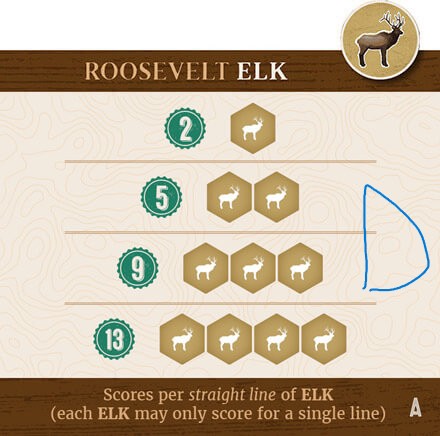 ROOSEVELT ELK
2
5
D
9
13
Scores per straight line of ELK
(each ELK may only score for a single line)
A